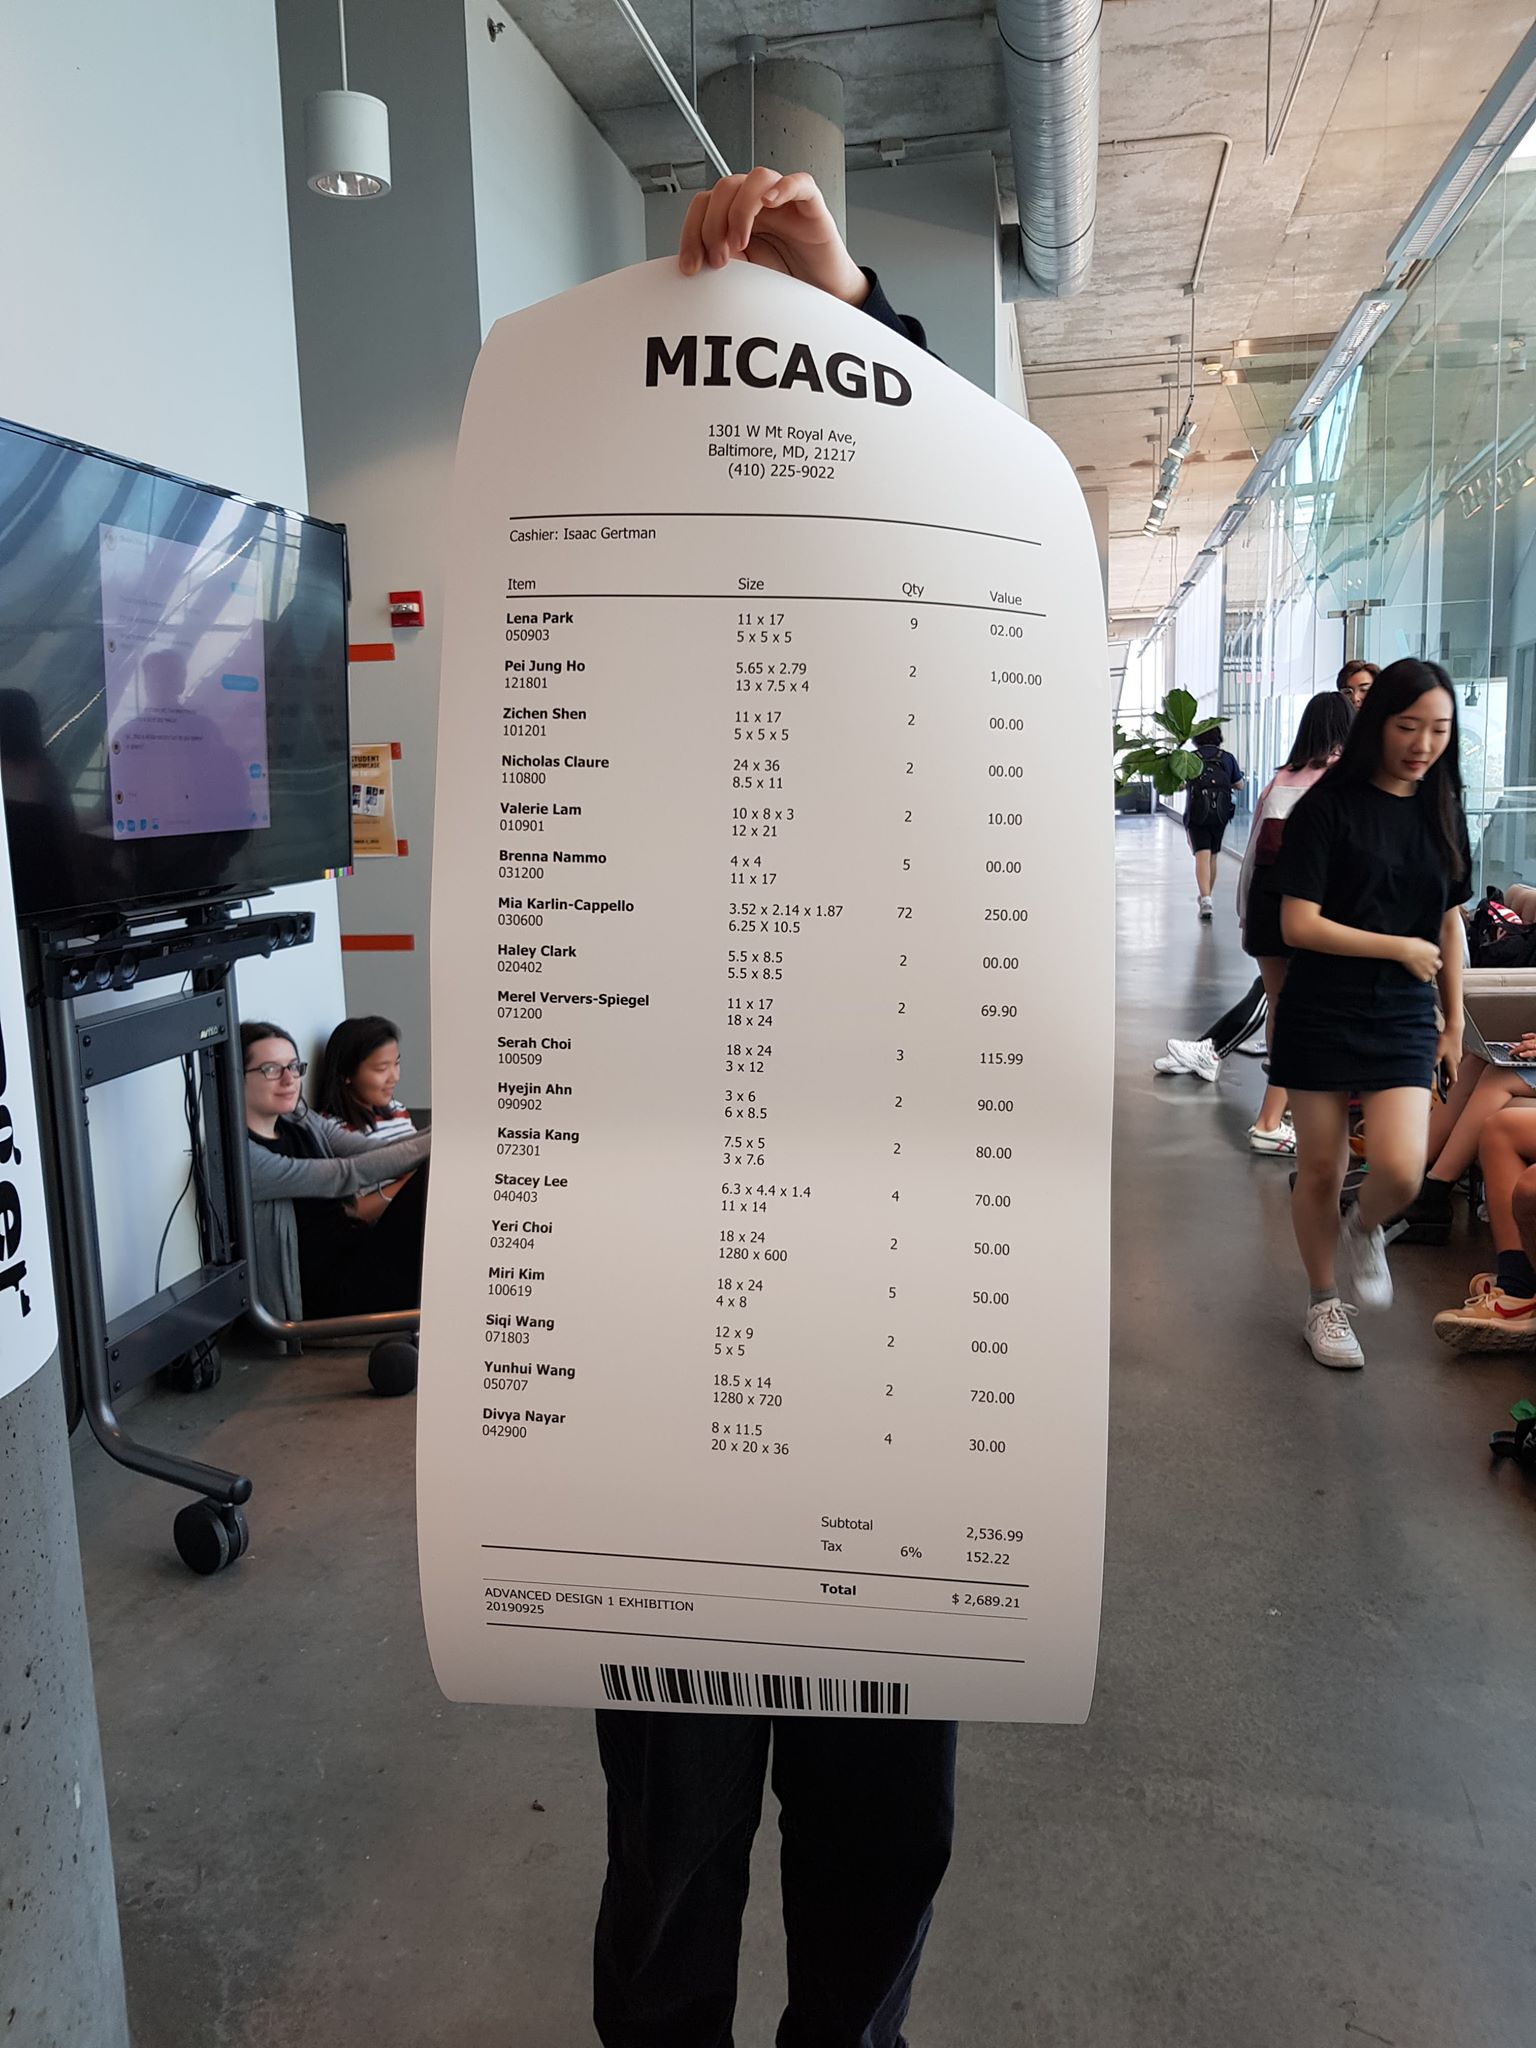 MICAGD
1301 W Mt Royal Ave,
Baltimore, MD, 21217
(410) 225-9022
Cashier: Isaac Gertman
Item Size Qty Value
Lena Park 11 x 17 9 02.00
050903 5 x 5 x 5
Pei Jung Ho 5.65 x 2.79 2 1,000.00
121801 13 x 7.5 x 4
Zichen Shen 11 x 17 2 00.00
101201 5 x 5 x 5
Nicholas Claure 24 x 36 2 00.00
110800 8.5 x 11
Valerie Lam 10 x 8 x 3 2 10.00
010901 12 x 21
Brenna Nammo 4 x 4 5 00.00
031200 11 x 17
Mia Karlin-Cappello 3.52 x 2.14 x 1.87 72 250.00
030600 6.25 X 10.5
Haley Clark 5.5 x 8.5 2 00.00
020402 5.5 x 8.5
Merel Ververs-Spiegel 11 x 17 2 69.90
071200 18 x 24
Serah Choi 18 x 24 3 115.99
100509 3 x 12
Hyejin Ahn 3 x 6 2 90.00
090902 6 x 8.5
Kassia Kang 7.5 x 5 2 80.00
072301 3 x 7.6
Stacey Lee 6.3 x 4.4 x 1.4 4 70.00
040403 11 x 14
Yeri Choi 18 x 24 2 50.00
032404 1280 x 600
Miri Kim 18 x 24 5 50.00
100619 4 x 8
Siqi Wang 12 x 9 2 00.00
071803 5 x 5
Yunhui Wang 18.5 x 14 2 720.00
050707 1280 x 720
Divya Nayar 8 x 11.5 4 30.00
042900 20 x 20 x 36
Subtotal 2,536.99
Tax 6% 152.22
Total $ 2,689.21
ADVANCED DESIGN 1 EXHIBITION
20190925
STUDENT